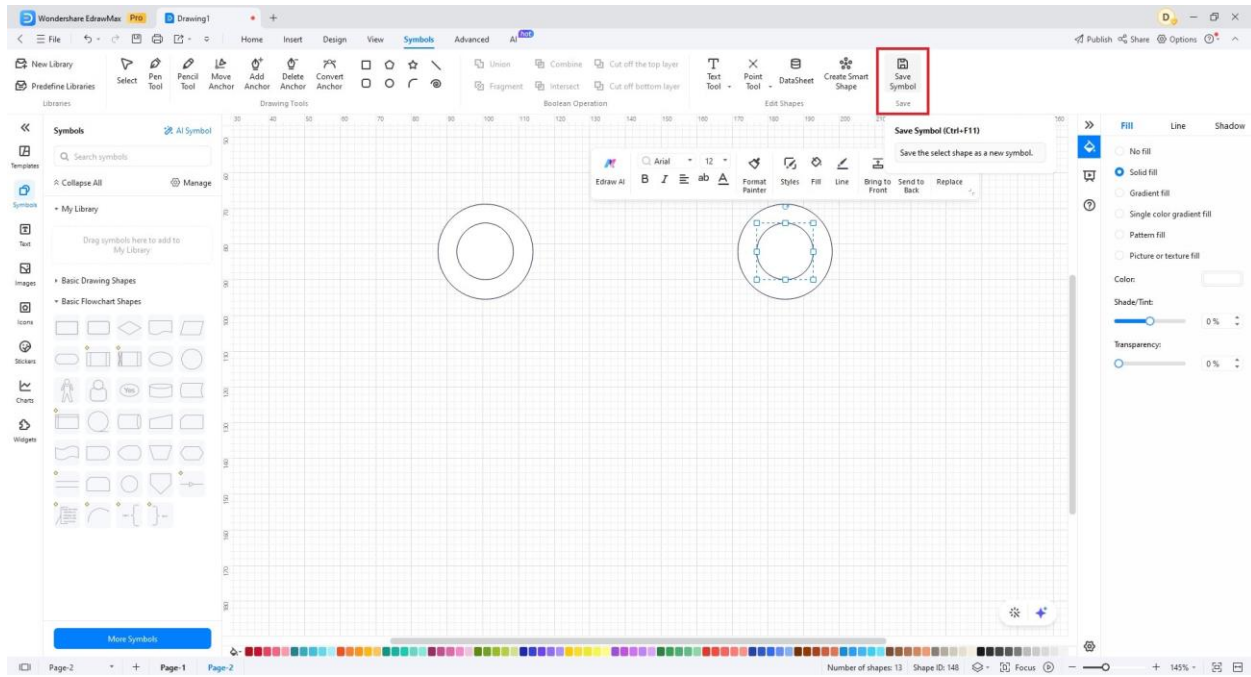 Wondershare EdrawMax Pro Drawing1
D
File Home Insert Design View Symbols Advanced AI hot Publish Share Options
New Library
Predefine Libraries
Libraries
Select Pen Tool Pencil Tool Move Anchor Add Anchor Delete Anchor Convert Anchor
Drawing Tools
Union Combine Cut off the top layer
Fragment Intersect Cut off bottom layer
Boolean Operation
Text Tool Point Tool DataSheet Create Smart Shape
Edit Shapes
Save Symbol
Save
Save Symbol (Ctrl+F11)
Save the select shape as a new symbol.
Templates
Symbols
Text
Images
Icons
Stickers
Charts
Widgets
Symbols AI Symbol
Search symbols
Collapse All Manage
My Library
Drag symbols here to add to
My Library
Basic Drawing Shapes
Basic Flowchart Shapes
Yes
More Symbols
Arial 12
Edraw AI B I ab A Format Painter Styles Fill Line Bring to Front Send to Back Replace
Fill Line Shadow
No fill
Solid fill
Gradient fill
Single color gradient fill
Pattern fill
Picture or texture fill
Color:
Shade/Tint:
0 %
Transparency:
0 %
Page-2 Page-1 Page-2
Number of shapes: 13 Shape ID: 148 Focus 145%